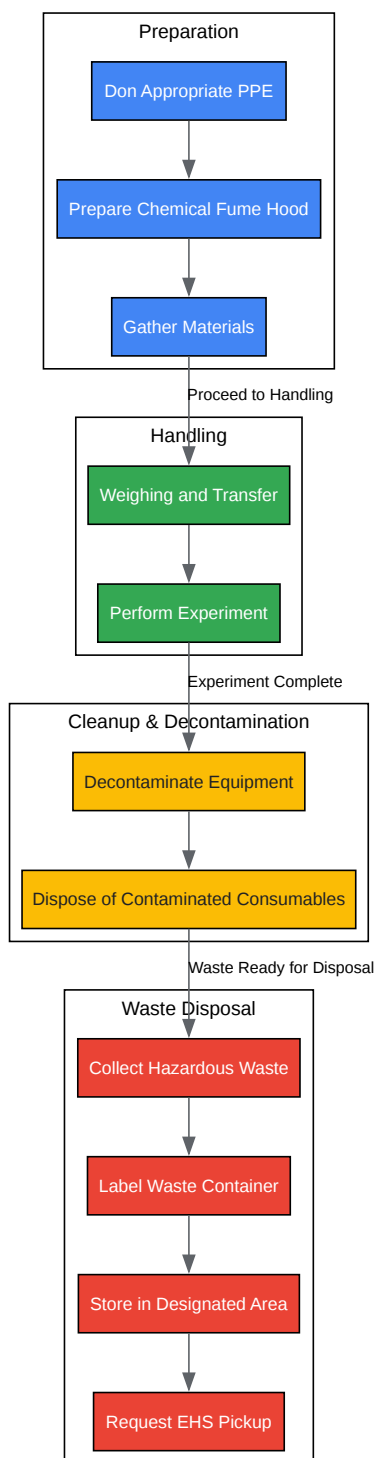 Preparation
Don Appropriate PPE
Prepare Chemical Fume Hood
Gather Materials
Proceed to Handling
Handling
Weighing and Transfer
Perform Experiment
Experiment Complete
Cleanup & Decontamination
Decontaminate Equipment
Dispose of Contaminated Consumables
Waste Ready for Disposal
Waste Disposal
Collect Hazardous Waste
Label Waste Container
Store in Designated Area
Request EHS Pickup